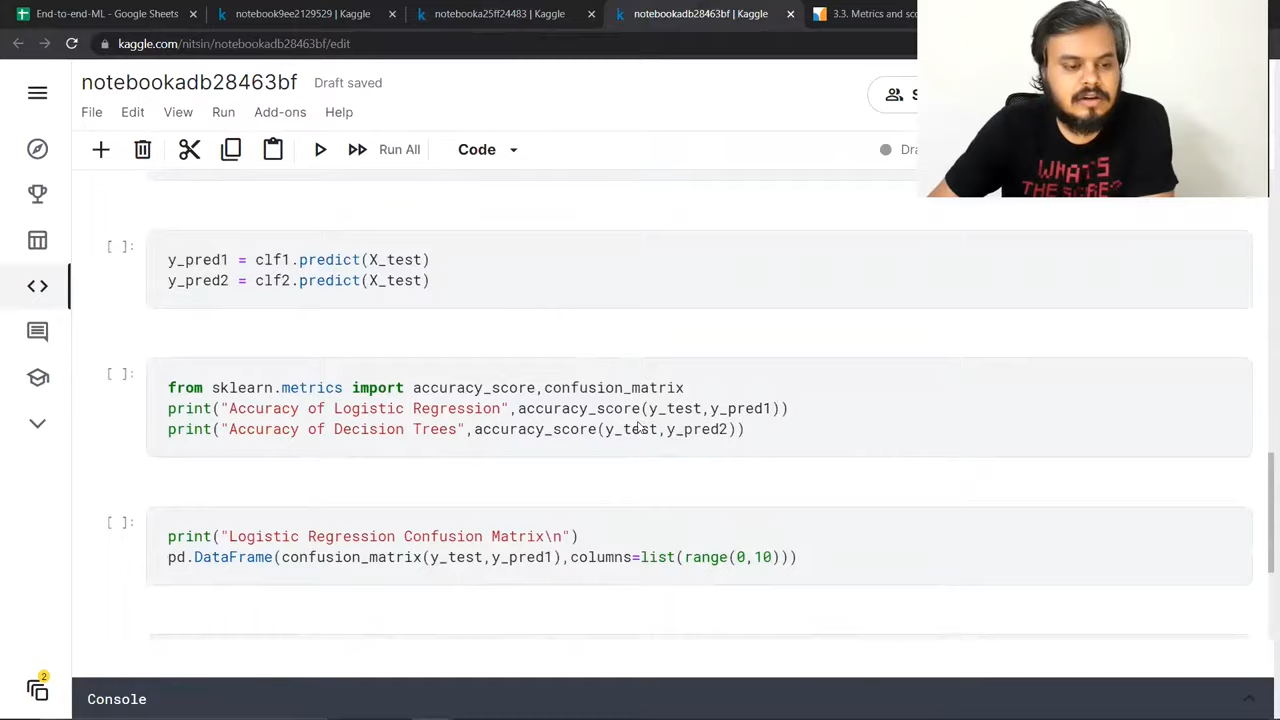 End-to-end-ML - Google Sheets
notebook9ee2129529 | Kaggle
notebooka25ff24483 | Kaggle
notebookadb28463bf | Kaggle
3.3. Metrics and sco
kaggle.com/nitsin/notebookadb28463bf/edit
notebookadb28463bf Draft saved
File Edit View Run Add-ons Help
S
Run All Code
Dra
WHAT'S
THE SCORE?
[ ]:
y_pred1 = clf1.predict(X_test)
y_pred2 = clf2.predict(X_test)
[ ]:
from sklearn.metrics import accuracy_score,confusion_matrix
print("Accuracy of Logistic Regression",accuracy_score(y_test,y_pred1))
print("Accuracy of Decision Trees",accuracy_score(y_test,y_pred2))
[ ]:
print("Logistic Regression Confusion Matrix\n")
pd.DataFrame(confusion_matrix(y_test,y_pred1),columns=list(range(0,10)))
2
Console